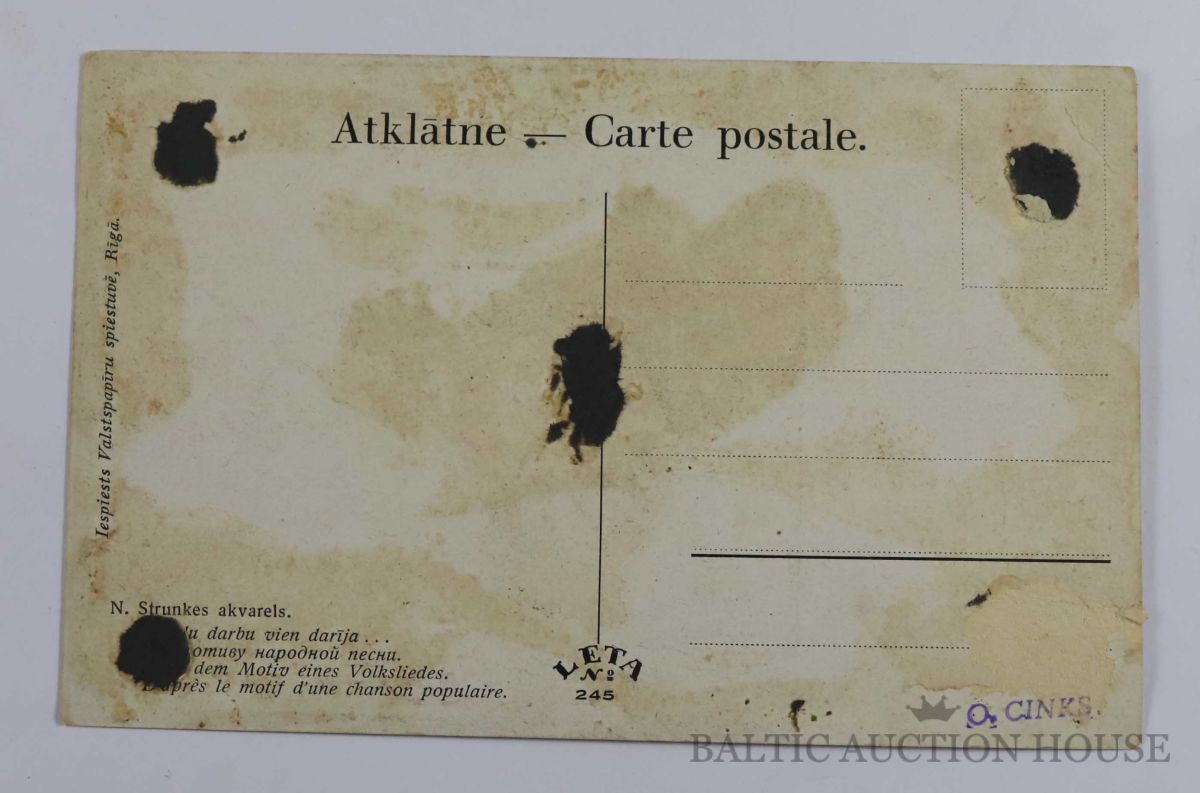 Atklātne — Carte postale.
Iespiests Valstspapīru spiestuvē, Rīgā.
N. Strunkes akvarels.
darbu vien darīja . . .
народной песни.
dem Motiv eines Volksliedes.
D'après le motif d'une chanson populaire.
LETA
№
245
O. CINKS.
BALTIC AUCTION HOUSE